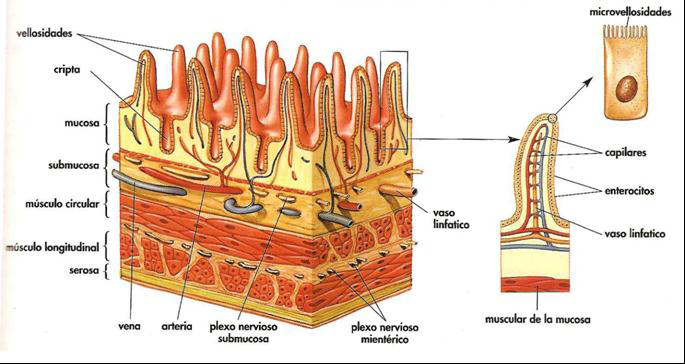 vellosidades
cripta
mucosa
submucosa
músculo circular
músculo longitudinal
serosa
vena
arteria
plexo nervioso
submucosa
plexo nervioso
mientérico
vaso
linfatico
microvellosidades
capilares
enterocitos
vaso linfatico
muscular de la mucosa